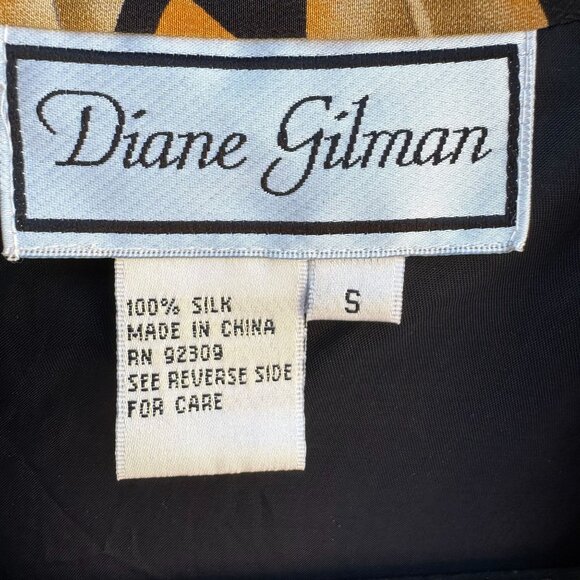 Diane Gilman
S
100% SILK
MADE IN CHINA
RN 92309
SEE REVERSE SIDE
FOR CARE